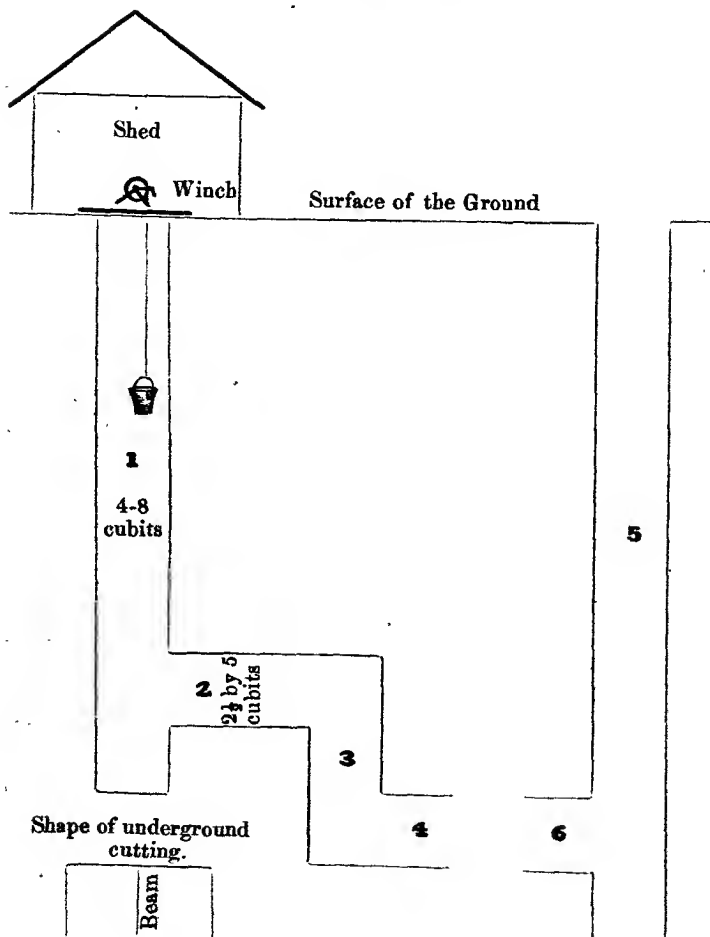 Shed
Winch
Surface of the Ground
1
4-8
cubits
5
2
2½ by 5
cubits
3
4
6
Shape of underground
cutting.
Beam